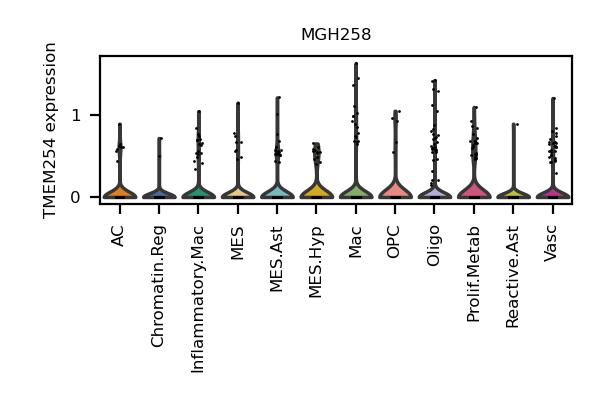 MGH258
TMEM254 expression
1
0
AC
Chromatin.Reg
Inflammatory.Mac
MES
MES.Ast
MES.Hyp
Mac
OPC
Oligo
Prolif.Metab
Reactive.Ast
Vasc